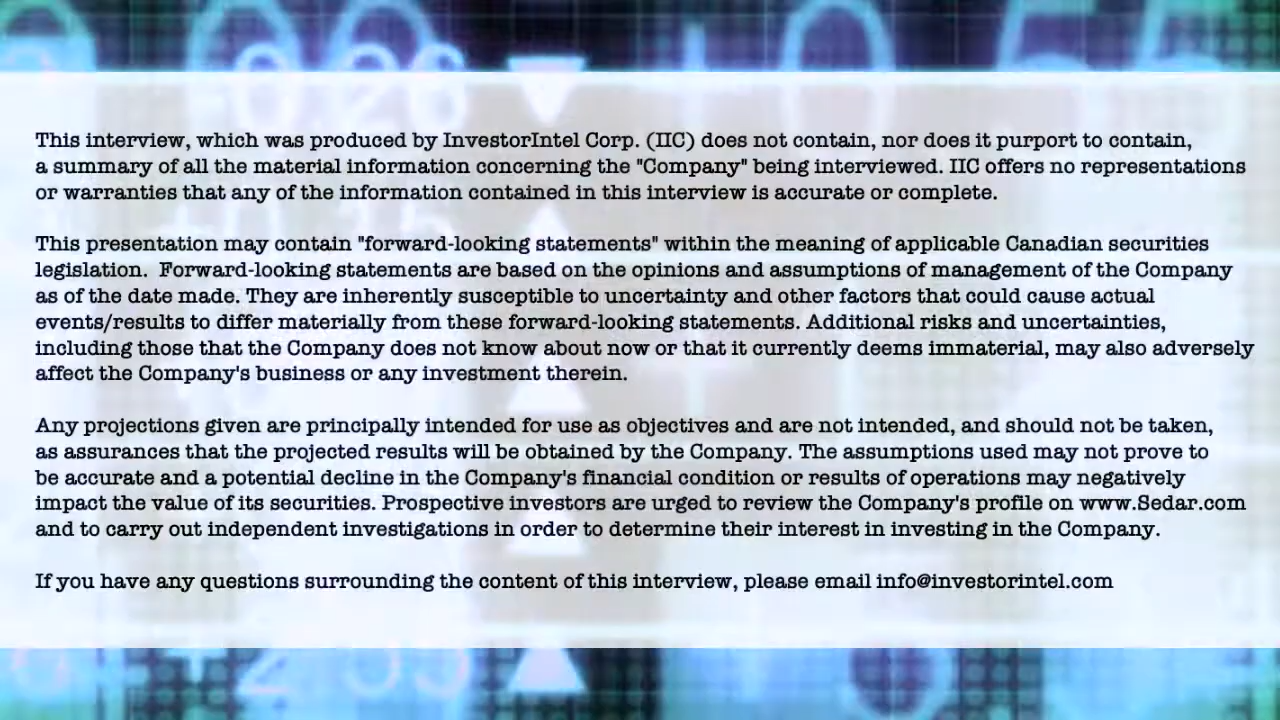 0.26 ▼ +0 55
This interview, which was produced by InvestorIntel Corp. (IIC) does not contain, nor does it purport to contain,
a summary of all the material information concerning the "Company" being interviewed. IIC offers no representations
or warranties that any of the information contained in this interview is accurate or complete.
This presentation may contain "forward-looking statements" within the meaning of applicable Canadian securities
legislation.  Forward-looking statements are based on the opinions and assumptions of management of the Company
as of the date made. They are inherently susceptible to uncertainty and other factors that could cause actual
events/results to differ materially from these forward-looking statements. Additional risks and uncertainties,
including those that the Company does not know about now or that it currently deems immaterial, may also adversely
affect the Company's business or any investment therein.
Any projections given are principally intended for use as objectives and are not intended, and should not be taken,
as assurances that the projected results will be obtained by the Company. The assumptions used may not prove to
be accurate and a potential decline in the Company's financial condition or results of operations may negatively
impact the value of its securities. Prospective investors are urged to review the Company's profile on www.Sedar.com
and to carry out independent investigations in order to determine their interest in investing in the Company.
If you have any questions surrounding the content of this interview, please email info@investorintel.com
+2 55 ▲